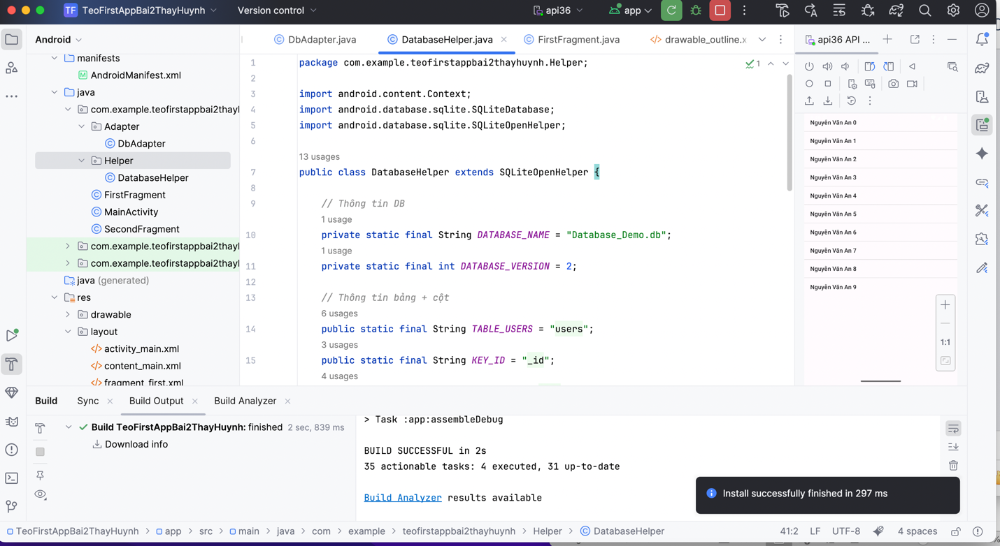 TF TeoFirstAppBai2ThayHuynh Version control api36 app
Android
manifests
AndroidManifest.xml
java
com.example.teofirstappbai2thayl
Adapter
DbAdapter
Helper
DatabaseHelper
FirstFragment
MainActivity
SecondFragment
com.example.teofirstappbai2thayl
com.example.teofirstappbai2thayl
java (generated)
res
drawable
layout
activity_main.xml
content_main.xml
fragment_first.xml
DbAdapter.java DatabaseHelper.java FirstFragment.java drawable_outline.x
1
1 package com.example.teofirstappbai2thayhuynh.Helper;
2
3 import android.content.Context;
4 import android.database.sqlite.SQLiteDatabase;
5 import android.database.sqlite.SQLiteOpenHelper;
6
13 usages
7 public class DatabaseHelper extends SQLiteOpenHelper {
8
9 // Thông tin DB
1 usage
10 private static final String DATABASE_NAME = "Database_Demo.db";
1 usage
11 private static final int DATABASE_VERSION = 2;
12
13 // Thông tin bảng + cột
6 usages
14 public static final String TABLE_USERS = "users";
3 usages
15 public static final String KEY_ID = "_id";
4 usages
api36 API ...
Nguyễn Văn An 0
Nguyễn Văn An 1
Nguyễn Văn An 2
Nguyễn Văn An 3
Nguyễn Văn An 4
Nguyễn Văn An 5
Nguyễn Văn An 6
Nguyễn Văn An 7
Nguyễn Văn An 8
Nguyễn Văn An 9
1:1
Build Sync Build Output Build Analyzer
Build TeoFirstAppBai2ThayHuynh: finished 2 sec, 839 ms
Download info
> Task :app:assembleDebug
BUILD SUCCESSFUL in 2s
35 actionable tasks: 4 executed, 31 up-to-date
Build Analyzer results available
Install successfully finished in 297 ms
TeoFirstAppBai2ThayHuynh > app > src > main > java > com > example > teofirstappbai2thayhuynh > Helper > DatabaseHelper 41:2 LF UTF-8 4 spaces